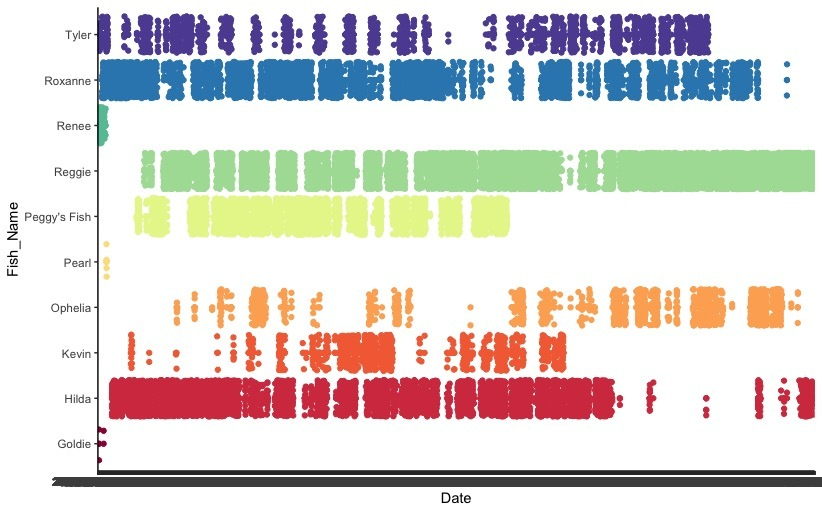 Tyler
Roxanne
Renee
Reggie
Peggy's Fish
Pearl
Ophelia
Kevin
Hilda
Goldie
Fish_Name
Date